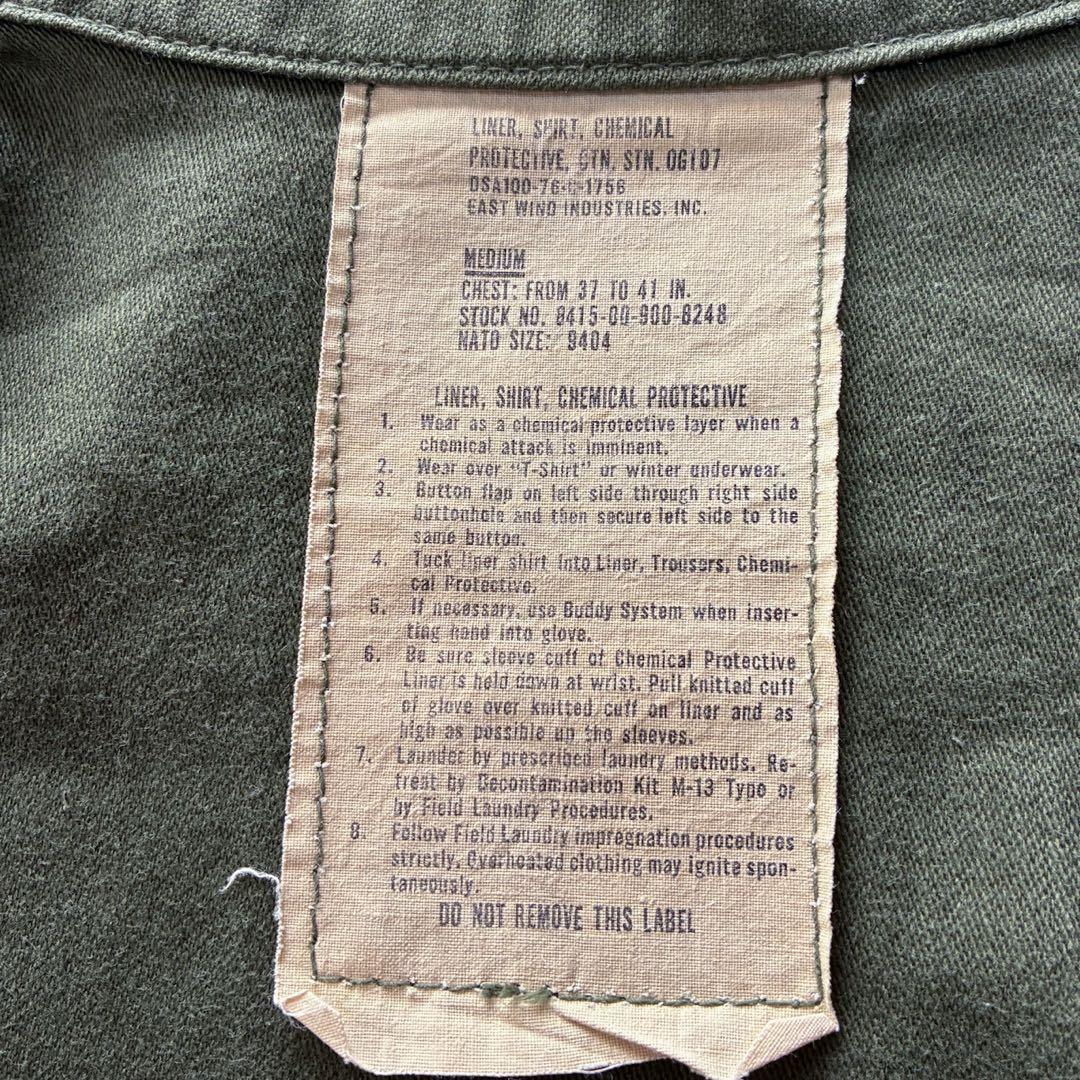 LINER, SHIRT, CHEMICAL
PROTECTIVE, CTN. STN. OG107
DSA100-76-C-1756
EAST WIND INDUSTRIES, INC.
MEDIUM
CHEST: FROM 37 TO 41 IN.
STOCK NO. 8415-00-900-8248
NATO SIZE: 9404
LINER, SHIRT, CHEMICAL PROTECTIVE
1. Wear as a chemical protective layer when a
chemical attack is imminent.
2. Wear over "T-Shirt" or winter underwear.
3. Button flap on left side through right side
buttonhole and then secure left side to the
same button.
4. Tuck liner shirt into Liner, Trousers, Chemi-
cal Protective.
5. If necessary, use Buddy System when inser-
ting hand into glove.
6. Be sure sleeve cuff of Chemical Protective
Liner is held down at wrist. Pull knitted cuff
of glove over knitted cuff on liner and as
high as possible up the sleeves.
7. Launder by prescribed laundry methods. Re-
treat by Decontamination Kit M-13 Type or
by Field Laundry Procedures.
8. Follow Field Laundry impregnation procedures
strictly. Overheated clothing may ignite spon-
taneously.
DO NOT REMOVE THIS LABEL